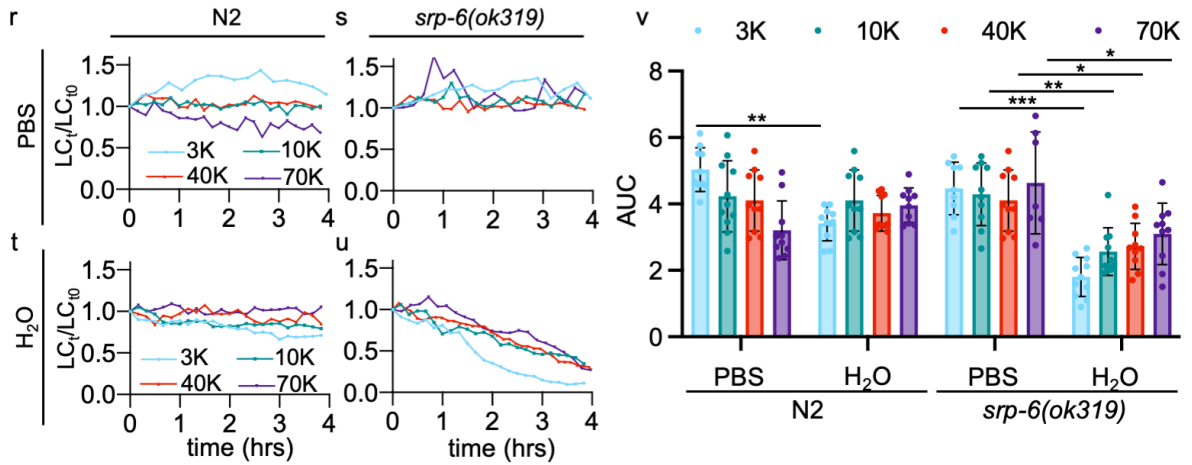 r N2
s srp-6(ok319)
PBS
LCt/LCt0
1.5
1.0
0.5
0.0
3K 10K
40K 70K
0 1 2 3 4
1.5
1.0
0.5
0.0
0 1 2 3 4
t
u
H2O
LCt/LCt0
1.5
1.0
0.5
0.0
3K 10K
40K 70K
0 1 2 3 4
time (hrs)
1.5
1.0
0.5
0.0
0 1 2 3 4
time (hrs)
v
3K 10K 40K 70K
AUC
8
6
4
2
0
**
***
**
*
*
PBS H2O PBS H2O
N2 srp-6(ok319)